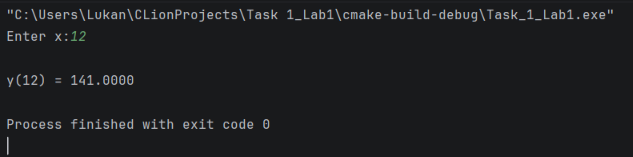 "C:\Users\Lukan\CLionProjects\Task 1_Lab1\cmake-build-debug\Task_1_Lab1.exe"
Enter x:12
y(12) = 141.0000
Process finished with exit code 0